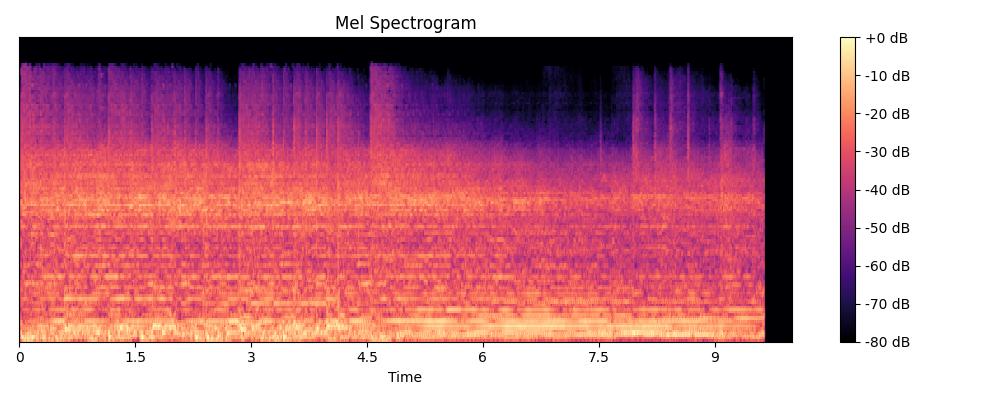 Mel Spectrogram
+0 dB
-10 dB
-20 dB
-30 dB
-40 dB
-50 dB
-60 dB
-70 dB
-80 dB
0 1.5 3 4.5 6 7.5 9
Time